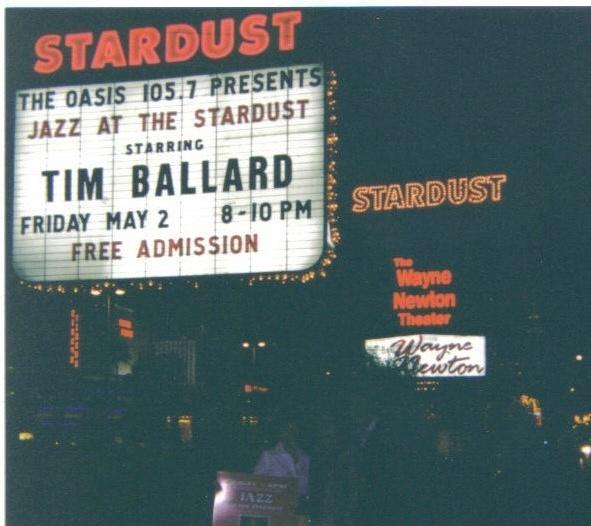 STARDUST
THE OASIS 105.7 PRESENTS
JAZZ AT THE STARDUST
STARRING
TIM BALLARD
FRIDAY MAY 2 8-10 PM
FREE ADMISSION
STARDUST
The
Wayne
Newton
Theater
Wayne
Newton
JAZZ